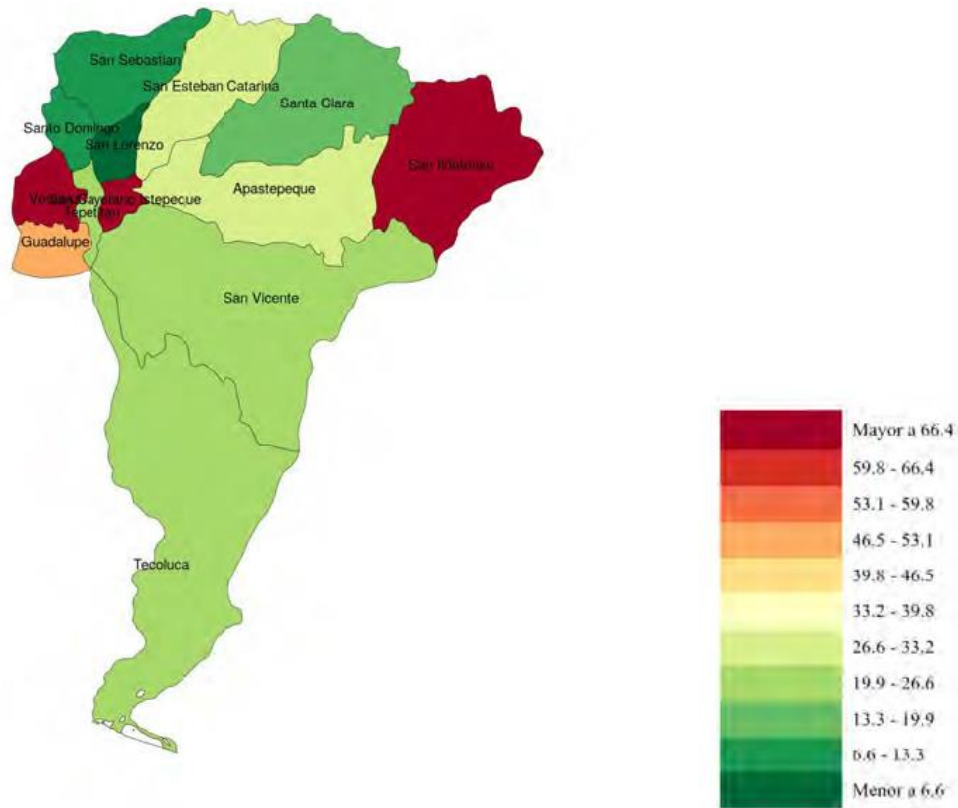 San Sebastian
San Esteban Catarina
Santa Clara
Santo Domingo
San Lorenzo
San Ildefonso
Apastepeque
Istepeque
Tepetitan
Guadalupe
San Vicente
Tecoluca
Mayor a 66.4
59.8 - 66.4
53.1 - 59.8
46.5 - 53.1
39.8 - 46.5
33.2 - 39.8
26.6 - 33.2
19.9 - 26.6
13.3 - 19.9
6.6 - 13.3
Menor a 6.6